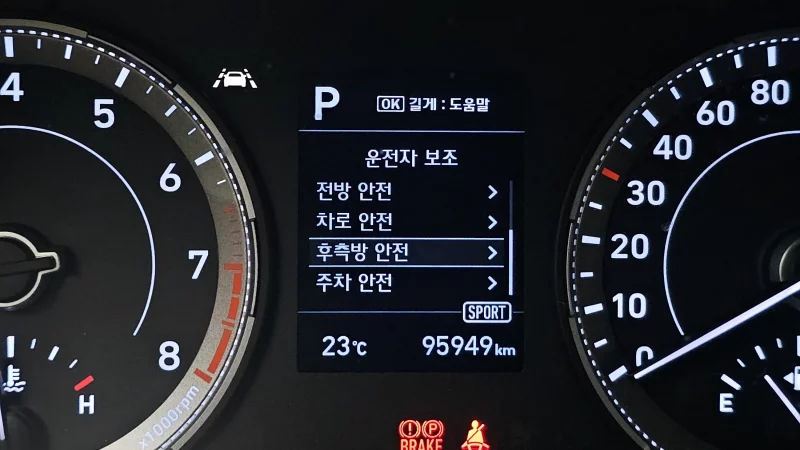 P
OK 길게 : 도움말
운전자 보조
전방 안전
차로 안전
후측방 안전
주차 안전
SPORT
23℃
95949km
4
5
6
7
8
x1000rpm
H
80
60
40
30
20
10
0
E
P
BRAKE